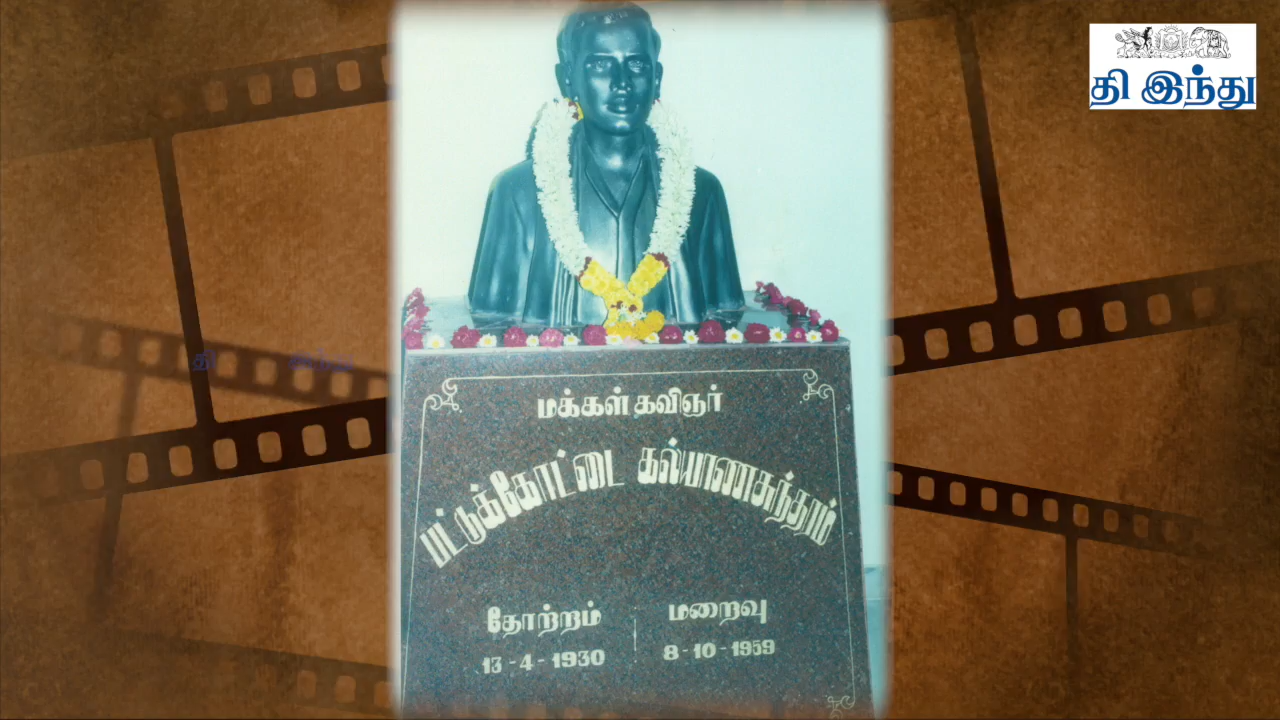 தி இந்து
மக்கள் கவிஞர்
பட்டுக்கோட்டை கல்யாணசுந்தரம்
தோற்றம்
மறைவு
13-4-1930
8-10-1959